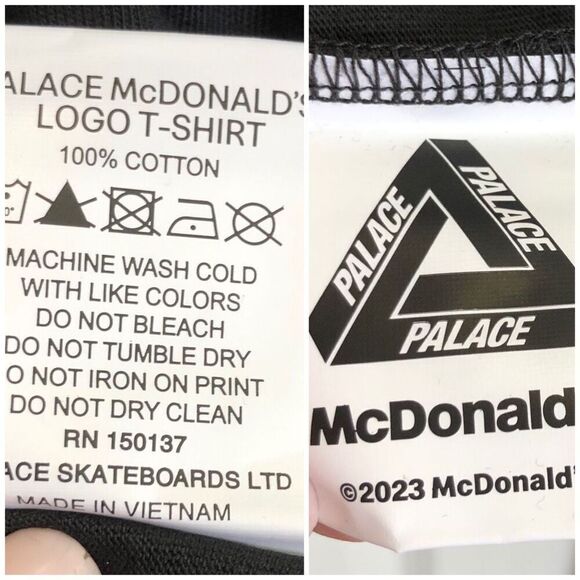 ALACE McDONALD'S
LOGO T-SHIRT
100% COTTON
MACHINE WASH COLD
WITH LIKE COLORS
DO NOT BLEACH
DO NOT TUMBLE DRY
O NOT IRON ON PRINT
DO NOT DRY CLEAN
RN 150137
ACE SKATEBOARDS LTD
MADE IN VIETNAM
PALACE
PALACE
PALACE
McDonald
©2023 McDonald'